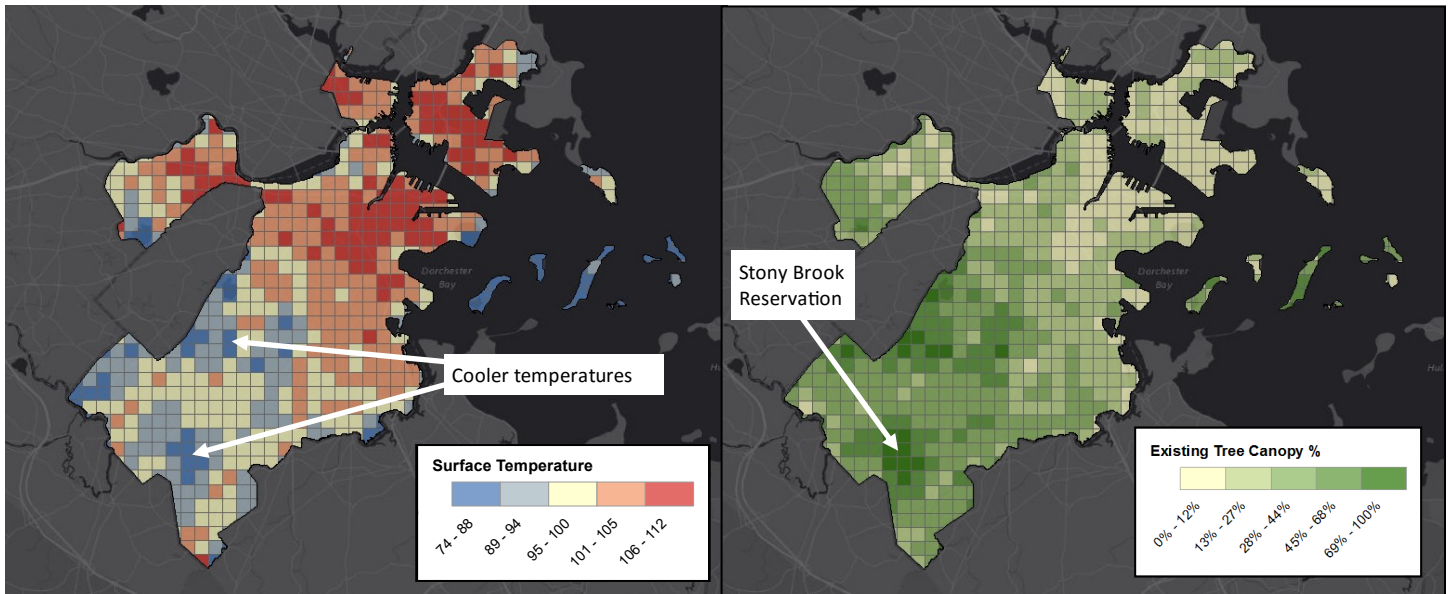 Dorchester
Bay
Cooler temperatures
Surface Temperature
74 - 88
89 - 94
95 - 100
101 - 105
106 - 112
Hul
Stony Brook
Reservation
Dorchester
Bay
Existing Tree Canopy %
0% - 12%
13% - 27%
28% - 44%
45% - 68%
69% - 100%